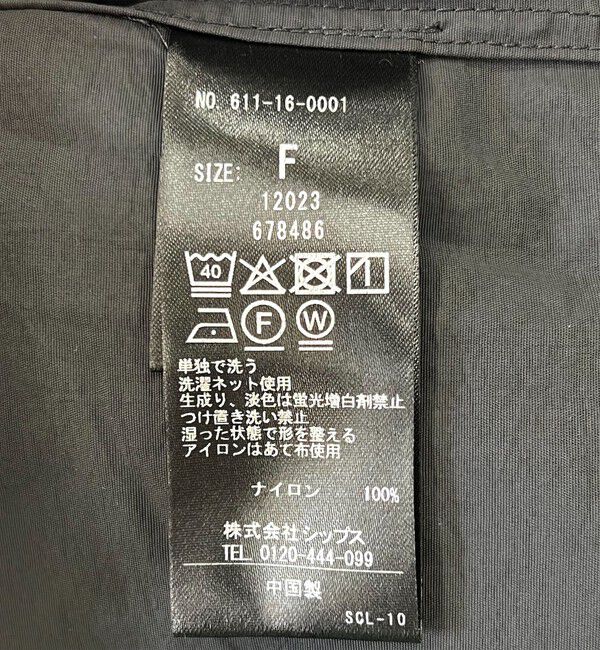 NO. 611-16-0001
SIZE: F
12023
678486
40
F W
単独で洗う
洗濯ネット使用
生成り、淡色は蛍光増白剤禁止
つけ置き洗い禁止
湿った状態で形を整える
アイロンはあて布使用
ナイロン 100%
株式会社シップス
TEL 0120-444-099
中国製
SCL-10